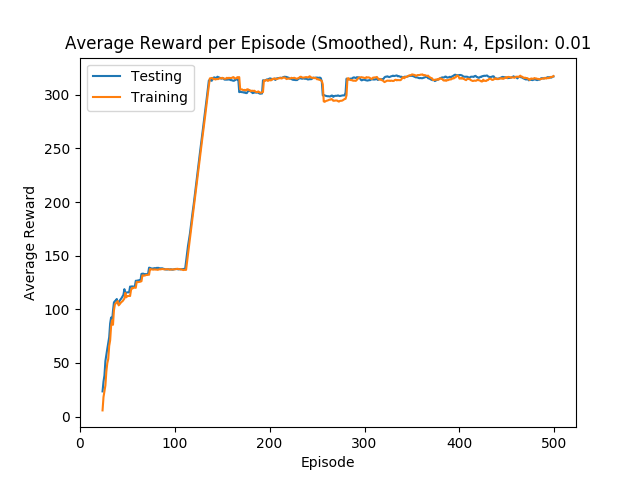 Average Reward per Episode (Smoothed), Run: 4, Epsilon: 0.01
Testing
Training
Average Reward
300
250
200
150
100
50
0
0 100 200 300 400 500
Episode